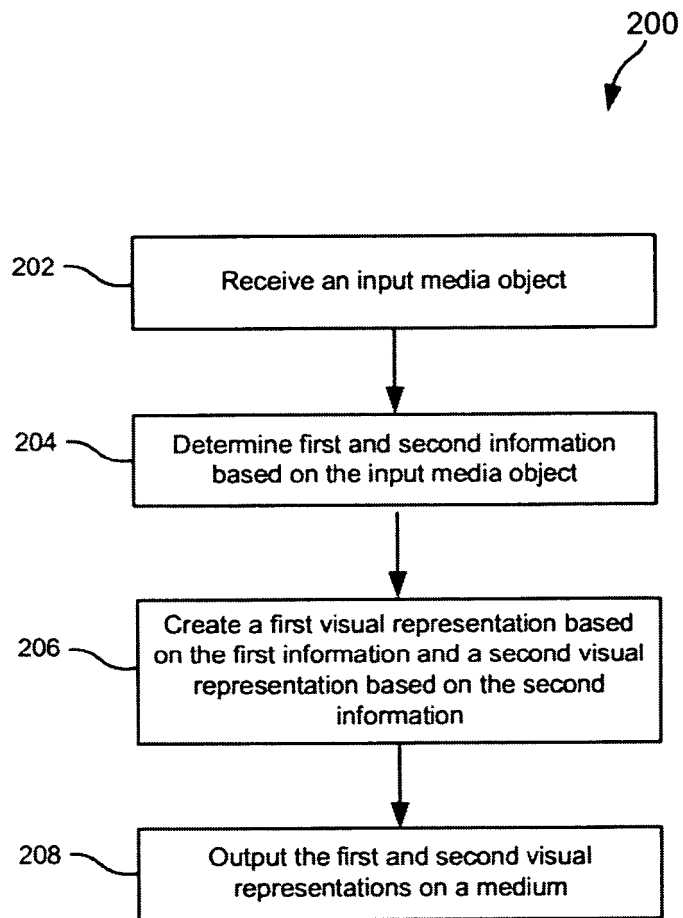 200
202
Receive an input media object
204
Determine first and second information
based on the input media object
206
Create a first visual representation based
on the first information and a second visual
representation based on the second
information
208
Output the first and second visual
representations on a medium